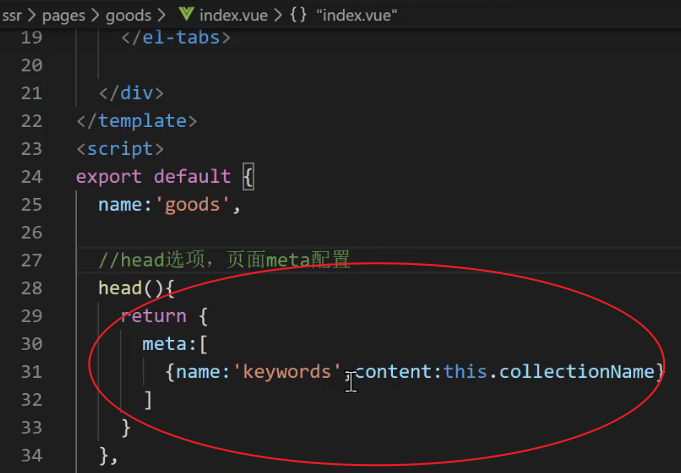 ssr > pages > goods > index.vue > {} "index.vue"
19 </el-tabs>
20
21 </div>
22 </template>
23 <script>
24 export default {
25 name:'goods',
26
27 //head选项，页面meta配置
28 head(){
29 return {
30 meta:[
31 {name:'keywords',content:this.collectionName}
32 ]
33 }
34 },